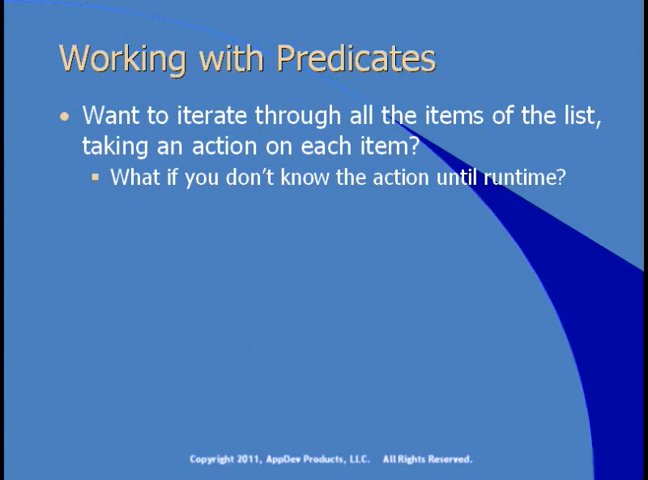 Working with Predicates
• Want to iterate through all the items of the list,
taking an action on each item?
▪ What if you don't know the action until runtime?
Copyright 2011, AppDev Products, LLC. All Rights Reserved.